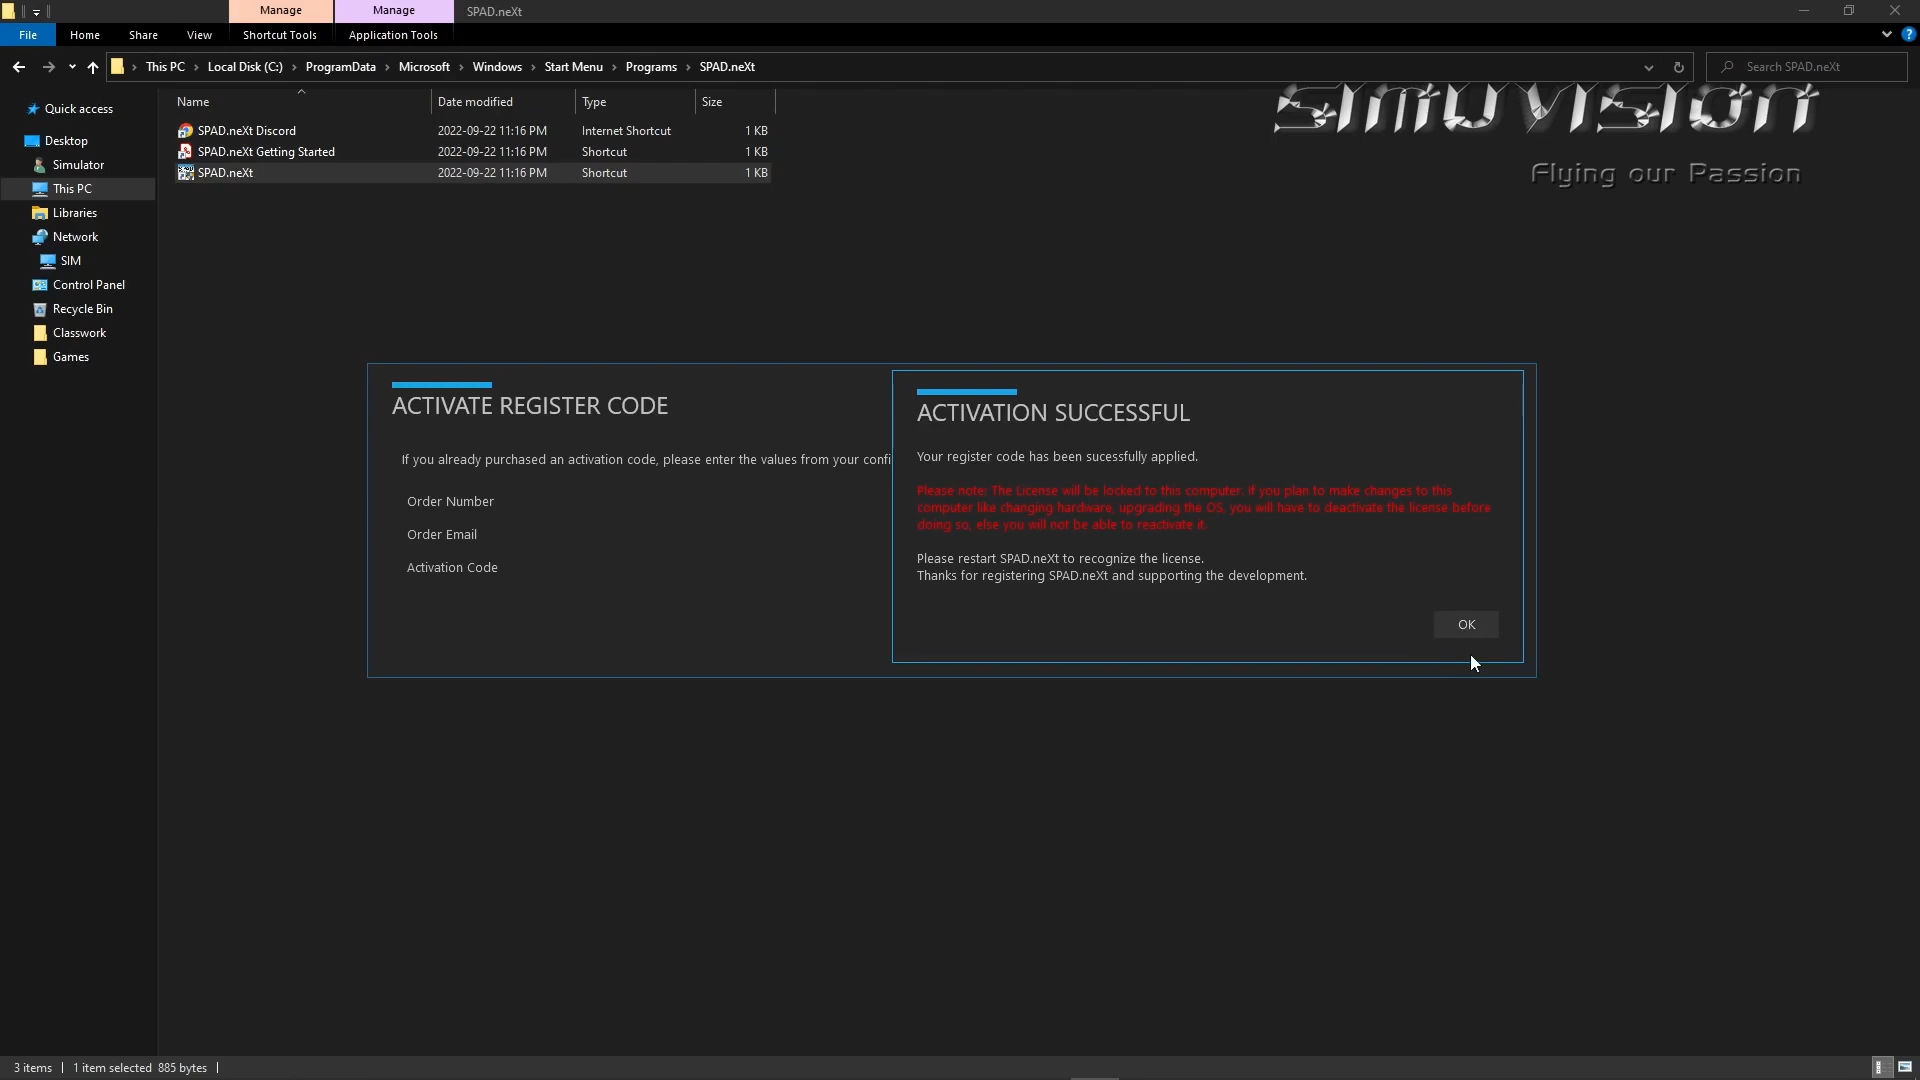 Manage
Manage
SPAD.neXt
File
Home
Share
View
Shortcut Tools
Application Tools
This PC
Local Disk (C:)
ProgramData
Microsoft
Windows
Start Menu
Programs
SPAD.neXt
Search SPAD.neXt
Quick access
Desktop
Simulator
This PC
Libraries
Network
SIM
Control Panel
Recycle Bin
Classwork
Games
Name Date modified Type Size
SPAD.neXt Discord 2022-09-22 11:16 PM Internet Shortcut 1 KB
SPAD.neXt Getting Started 2022-09-22 11:16 PM Shortcut 1 KB
SPAD.neXt 2022-09-22 11:16 PM Shortcut 1 KB
simuvision
Flying our Passion
ACTIVATE REGISTER CODE
If you already purchased an activation code, please enter the values from your confi
Order Number
Order Email
Activation Code
ACTIVATION SUCCESSFUL
Your register code has been sucessfully applied.
Please note: The License will be locked to this computer. If you plan to make changes to this
computer like changing hardware, upgrading the OS, you will have to deactivate the license before
doing so, else you will not be able to reactivate it.
Please restart SPAD.neXt to recognize the license.
Thanks for registering SPAD.neXt and supporting the development.
OK
3 items
1 item selected 885 bytes